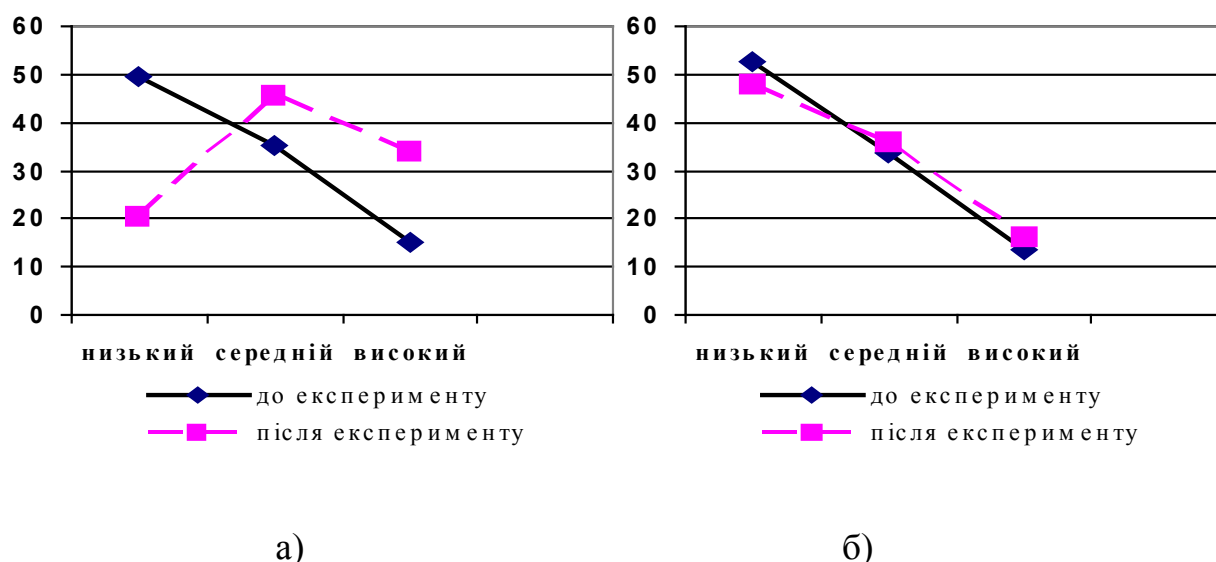 60
50
40
30
20
10
0
низький середній високий
до експерименту
після експерименту
а)
60
50
40
30
20
10
0
низький середній високий
до експерименту
після експерименту
б)